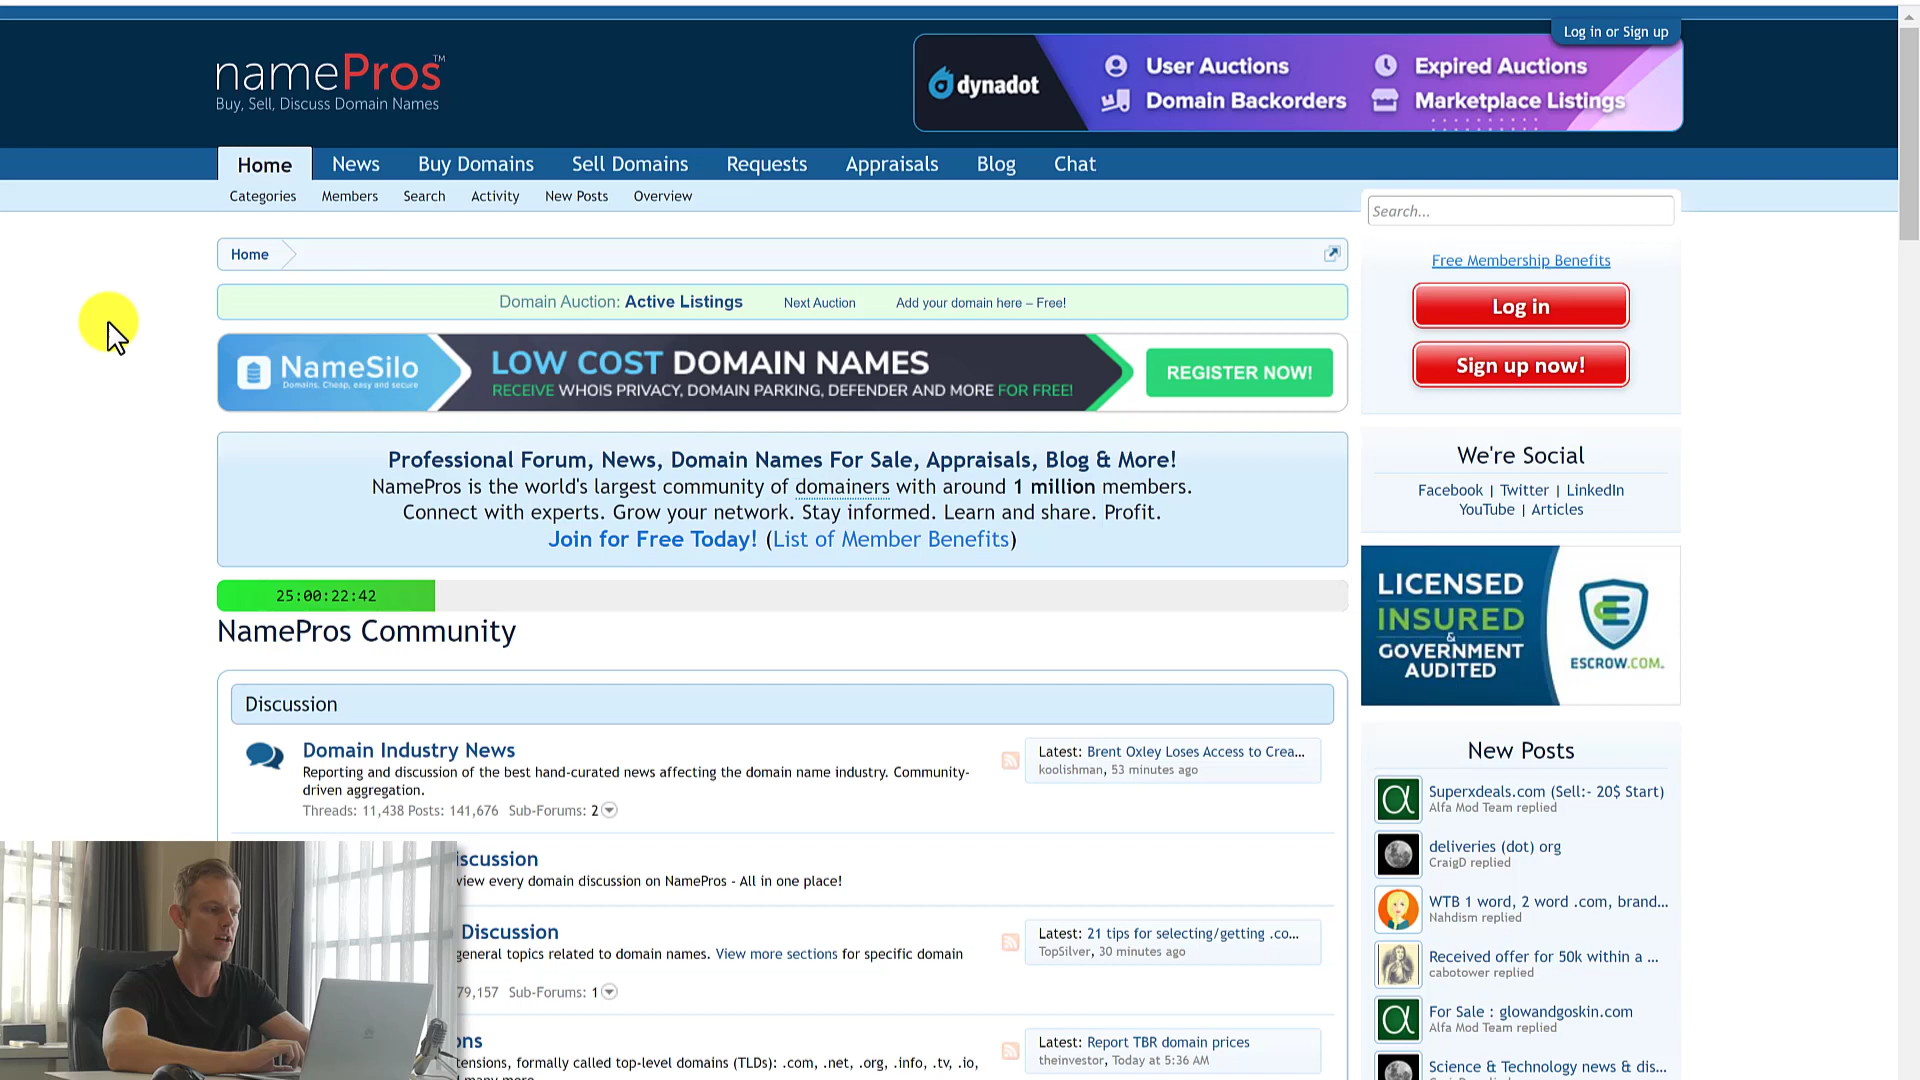 Log in or Sign up
namePros™
Buy, Sell, Discuss Domain Names
dynadot
User Auctions
Expired Auctions
Domain Backorders
Marketplace Listings
Home
News
Buy Domains
Sell Domains
Requests
Appraisals
Blog
Chat
Categories
Members
Search
Activity
New Posts
Overview
Search...
Home
Free Membership Benefits
Log in
Sign up now!
Domain Auction: Active Listings
Next Auction
Add your domain here – Free!
NameSilo
Domains. Cheap, easy and secure
LOW COST DOMAIN NAMES
RECEIVE WHOIS PRIVACY, DOMAIN PARKING, DEFENDER AND MORE FOR FREE!
REGISTER NOW!
Professional Forum, News, Domain Names For Sale, Appraisals, Blog & More!
NamePros is the world's largest community of domainers with around 1 million members.
Connect with experts. Grow your network. Stay informed. Learn and share. Profit.
Join for Free Today! (List of Member Benefits)
We're Social
Facebook | Twitter | LinkedIn
YouTube | Articles
25:00:22:42
NamePros Community
LICENSED
INSURED
&
GOVERNMENT
AUDITED
ESCROW.COM.
Discussion
Domain Industry News
Reporting and discussion of the best hand-curated news affecting the domain name industry. Community-
driven aggregation.
Threads: 11,438 Posts: 141,676 Sub-Forums: 2
Latest: Brent Oxley Loses Access to Crea...
koolishman, 53 minutes ago
iscussion
view every domain discussion on NamePros - All in one place!
Discussion
general topics related to domain names. View more sections for specific domain
79,157 Sub-Forums: 1
Latest: 21 tips for selecting/getting .co...
TopSilver, 30 minutes ago
ons
tensions, formally called top-level domains (TLDs): .com, .net, .org, .info, .tv, .io,
Latest: Report TBR domain prices
theinvestor, Today at 5:36 AM
New Posts
Superxdeals.com (Sell:- 20$ Start)
Alfa Mod Team replied
deliveries (dot) org
CraigD replied
WTB 1 word, 2 word .com, brand...
Nahdism replied
Received offer for 50k within a ...
cabotower replied
For Sale : glowandgoskin.com
Alfa Mod Team replied
Science & Technology news & dis...